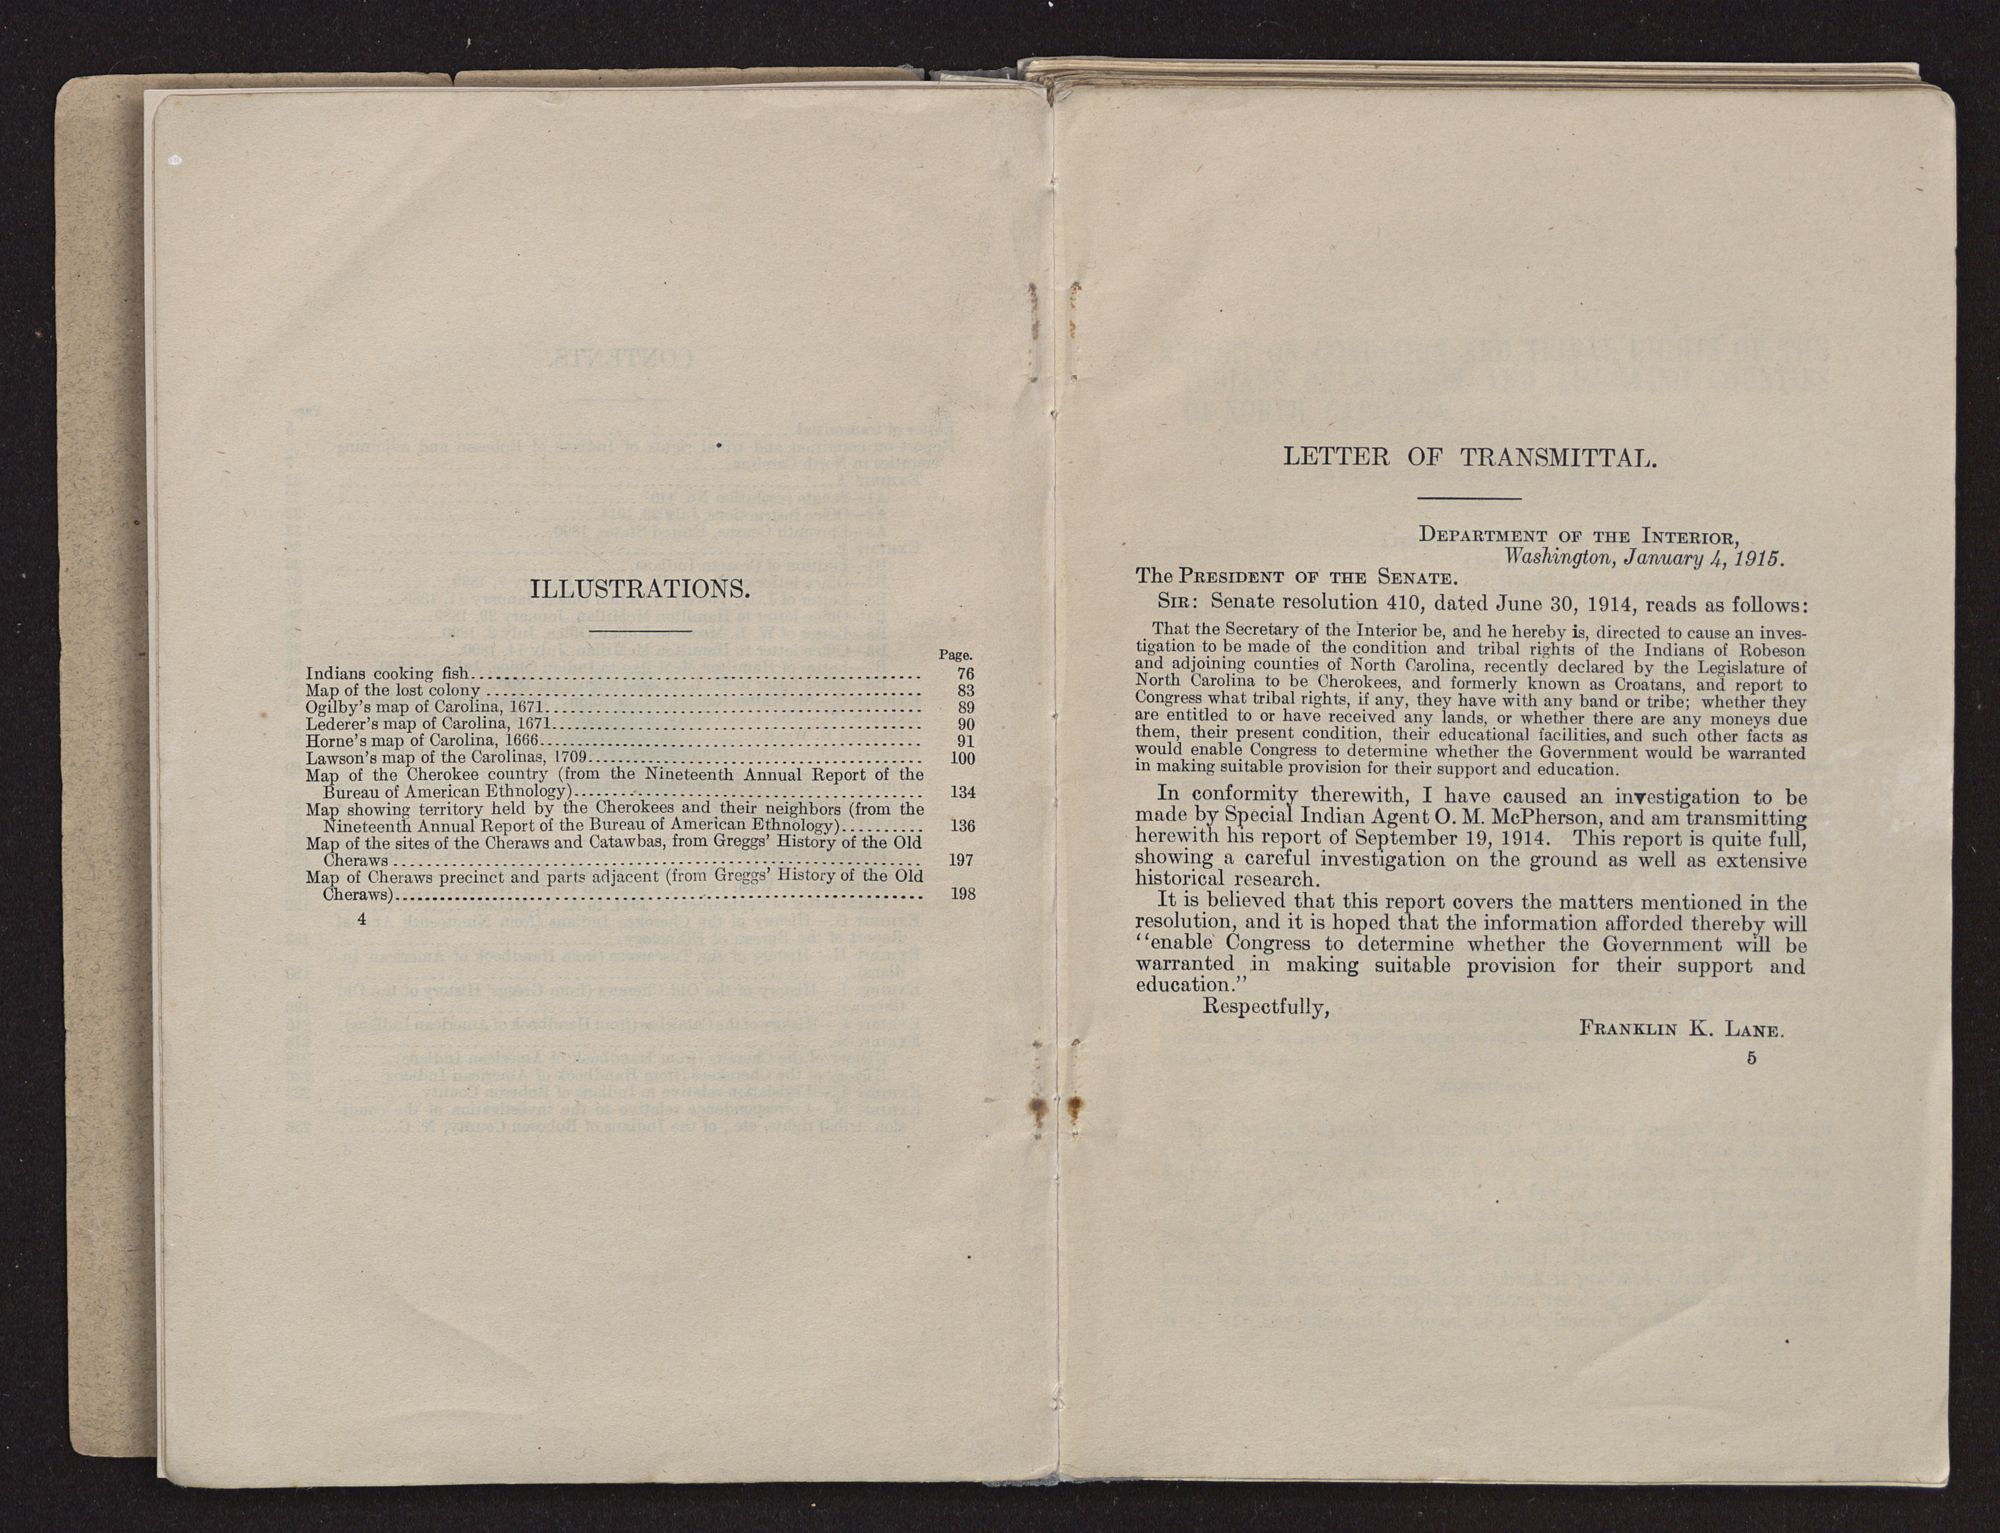 ILLUSTRATIONS.
Page.
Indians cooking fish 76
Map of the lost colony 83
Ogilby's map of Carolina, 1671 89
Lederer's map of Carolina, 1671 90
Horne's map of Carolina, 1666 91
Lawson's map of the Carolinas, 1709 100
Map of the Cherokee country (from the Nineteenth Annual Report of the
Bureau of American Ethnology) 134
Map showing territory held by the Cherokees and their neighbors (from the
Nineteenth Annual Report of the Bureau of American Ethnology) 136
Map of the sites of the Cheraws and Catawbas, from Greggs' History of the Old
Cheraws 197
Map of Cheraws precinct and parts adjacent (from Greggs' History of the Old
Cheraws) 198
4
LETTER OF TRANSMITTAL.
DEPARTMENT OF THE INTERIOR,
Washington, January 4, 1915.
The PRESIDENT OF THE SENATE.
SIR: Senate resolution 410, dated June 30, 1914, reads as follows:
That the Secretary of the Interior be, and he hereby is, directed to cause an inves-
tigation to be made of the condition and tribal rights of the Indians of Robeson
and adjoining counties of North Carolina, recently declared by the Legislature of
North Carolina to be Cherokees, and formerly known as Croatans, and report to
Congress what tribal rights, if any, they have with any band or tribe; whether they
are entitled to or have received any lands, or whether there are any moneys due
them, their present condition, their educational facilities, and such other facts as
would enable Congress to determine whether the Government would be warranted
in making suitable provision for their support and education.
In conformity therewith, I have caused an investigation to be
made by Special Indian Agent O. M. McPherson, and am transmitting
herewith his report of September 19, 1914. This report is quite full,
showing a careful investigation on the ground as well as extensive
historical research.
It is believed that this report covers the matters mentioned in the
resolution, and it is hoped that the information afforded thereby will
"enable Congress to determine whether the Government will be
warranted in making suitable provision for their support and
education."
Respectfully,
FRANKLIN K. LANE.
5